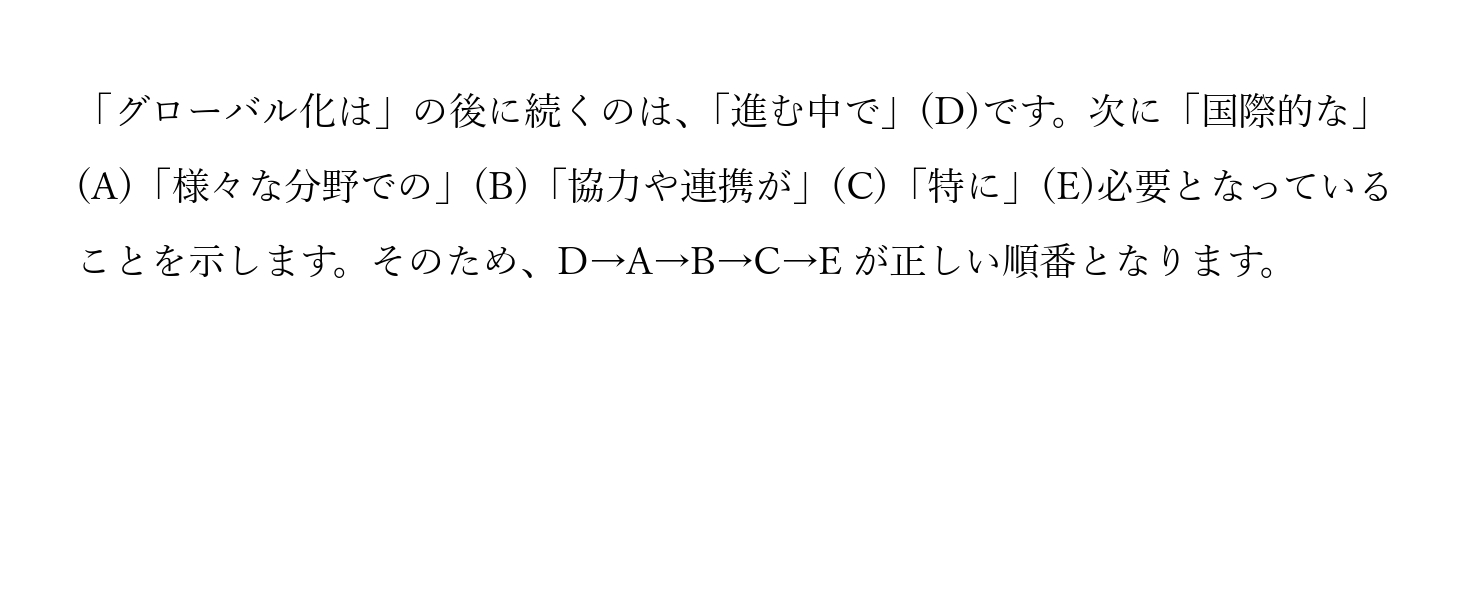 「グローバル化は」の後に続くのは、「進む中で」(D)です。次に「国際的な」
(A)「様々な分野での」(B)「協力や連携が」(C)「特に」(E)必要となっている
ことを示します。そのため、D→A→B→C→E が正しい順番となります。